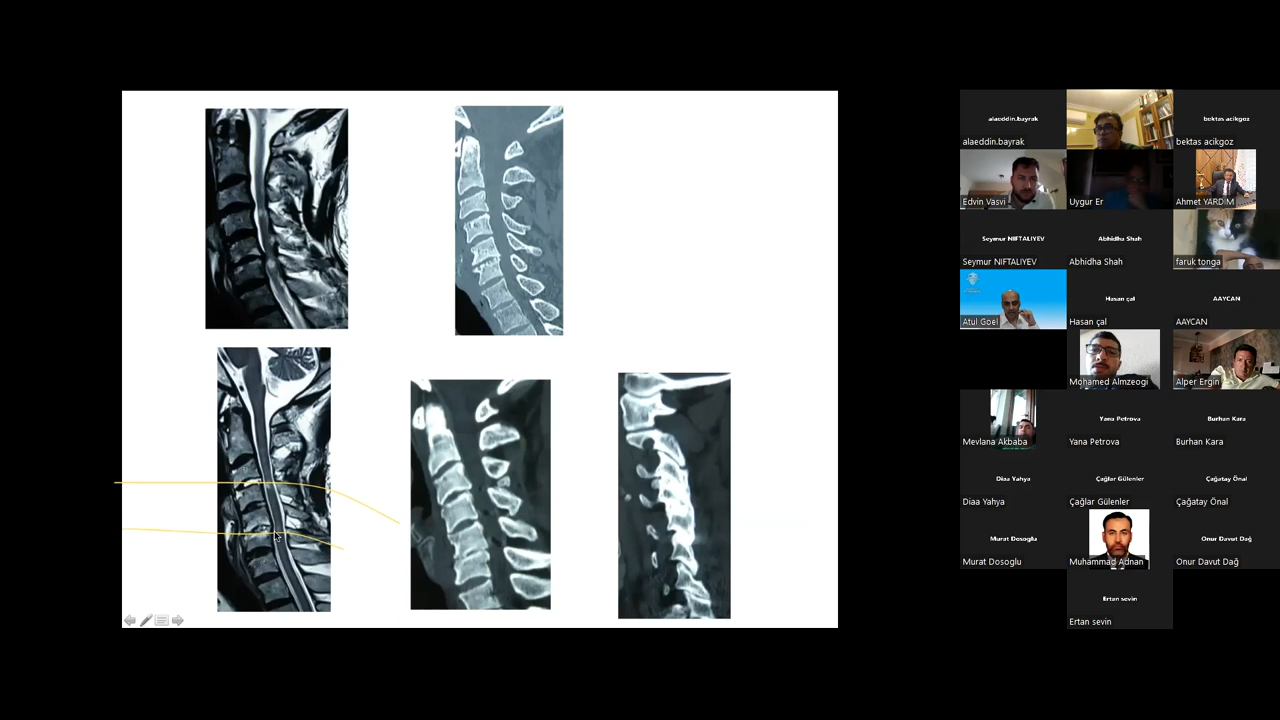 alaeddin.bayrak
alaeddin.bayrak
bektas acikgoz
bektas acikgoz
Edvin Vasvi
Uygur Er
Ahmet YARDIM
Seymur NIFTALIYEV
Seymur NIFTALIYEV
Abhidha Shah
Abhidha Shah
faruk tonga
Atul Goel
Hasan çal
Hasan çal
AAYCAN
AAYCAN
Mohamed Almzeogi
Alper Ergin
Mevlana Akbaba
Yana Petrova
Yana Petrova
Burhan Kara
Burhan Kara
Diaa Yahya
Diaa Yahya
Çağlar Gülenler
Çağlar Gülenler
Çağatay Önal
Çağatay Önal
Murat Dosoglu
Murat Dosoglu
Muhammad Adnan
Onur Davut Dağ
Onur Davut Dağ
Ertan sevin
Ertan sevin